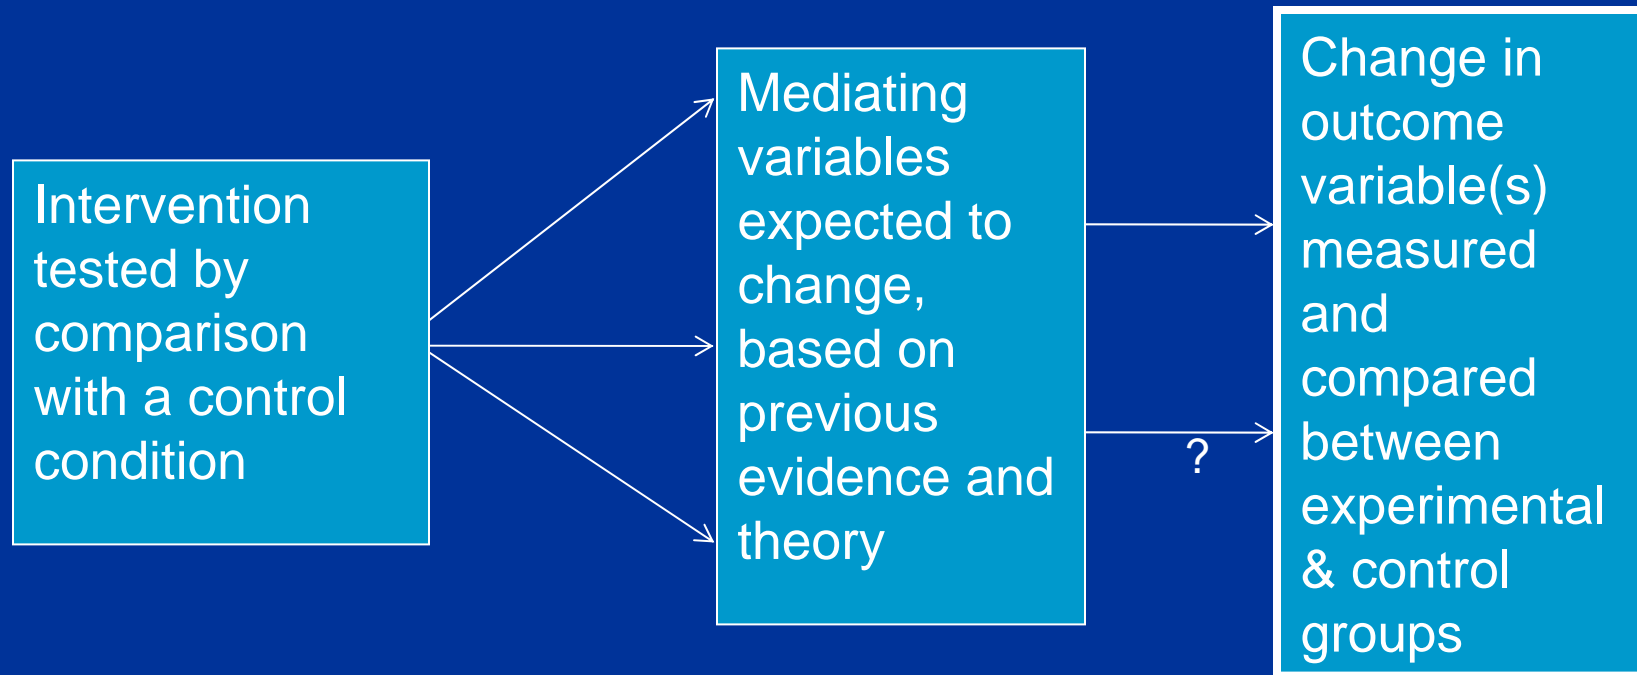 Intervention
tested by
comparison
with a control
condition
Mediating
variables
expected to
change,
based on
previous
evidence and
theory
?
Change in
outcome
variable(s)
measured
and
compared
between
experimental
& control
groups